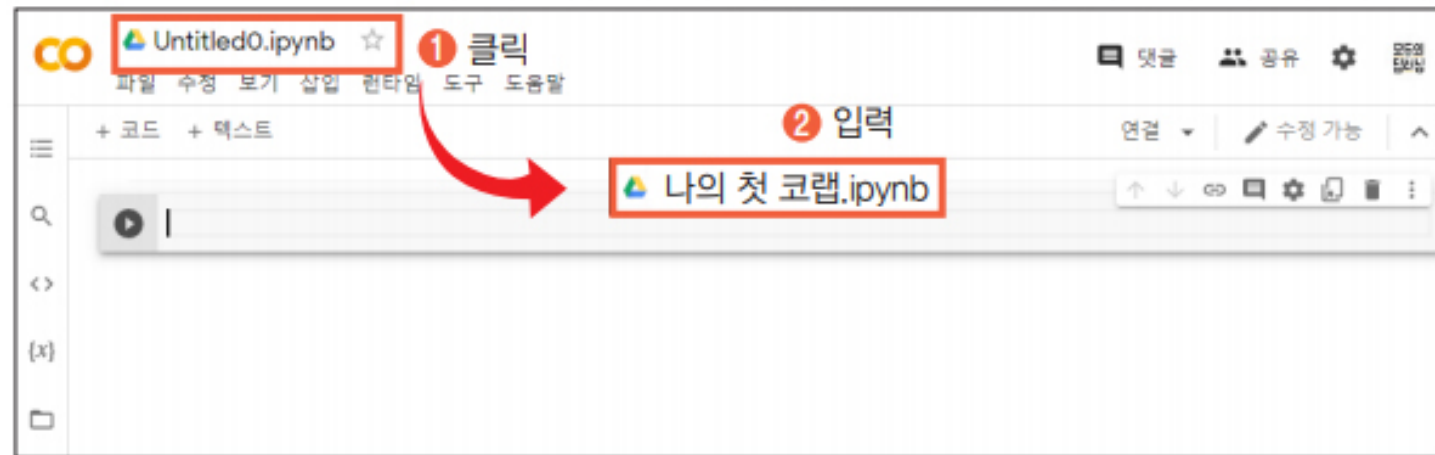 CO Untitled0.ipynb ❶ 클릭
댓글 공유
파일 수정 보기 삽입 런타임 도구 도움말
+ 코드 + 텍스트
❷ 입력
연결 수정 가능
나의 첫 코랩.ipynb
{x}